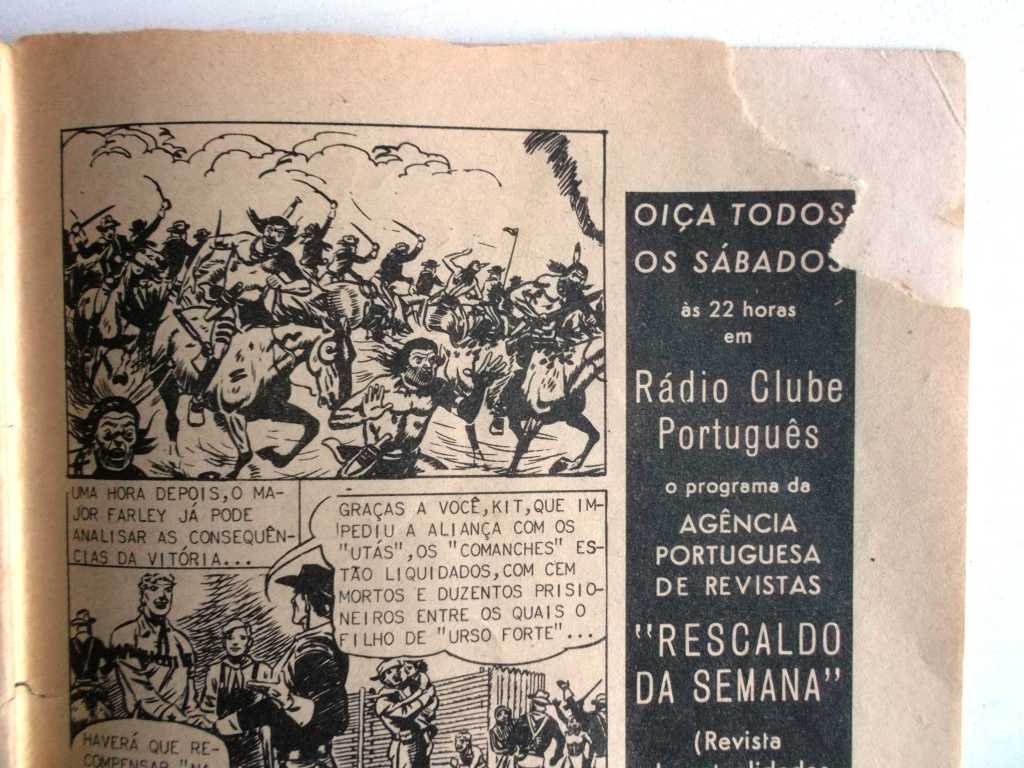 UMA HORA DEPOIS, O MA-
JOR FARLEY JÁ PODE
ANALISAR AS CONSEQUÊN-
CIAS DA VITÓRIA...
GRAÇAS A VOCÊ, KIT, QUE IM-
PEDIU A ALIANÇA COM OS
"UTAS", OS "COMANCHES" ES-
TÃO LIQUIDADOS, COM CEM
MORTOS E DUZENTOS PRISIO-
NEIROS ENTRE OS QUAIS O
FILHO DE "URSO FORTE"...
HAVERÁ QUE RE-
COMPENSAR "NA
OIÇA TODOS
OS SÁBADOS
às 22 horas
em
Rádio Clube
Português
o programa da
AGÊNCIA
PORTUGUESA
DE REVISTAS
"RESCALDO
DA SEMANA"
(Revista